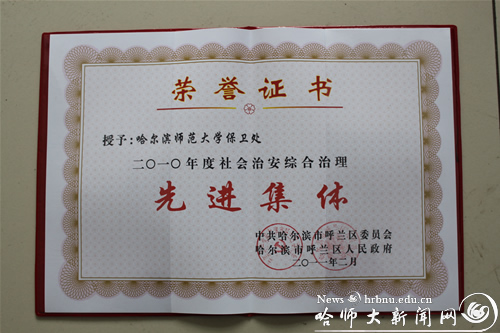 荣誉证书
授予：哈尔滨师范大学保卫处
二〇一〇年度社会治安综合治理
先进集体
中共哈尔滨市呼兰区委员会
哈尔滨市呼兰区人民政府
二〇一一年二月
News.hrbnu.edu.cn
哈师大新闻网